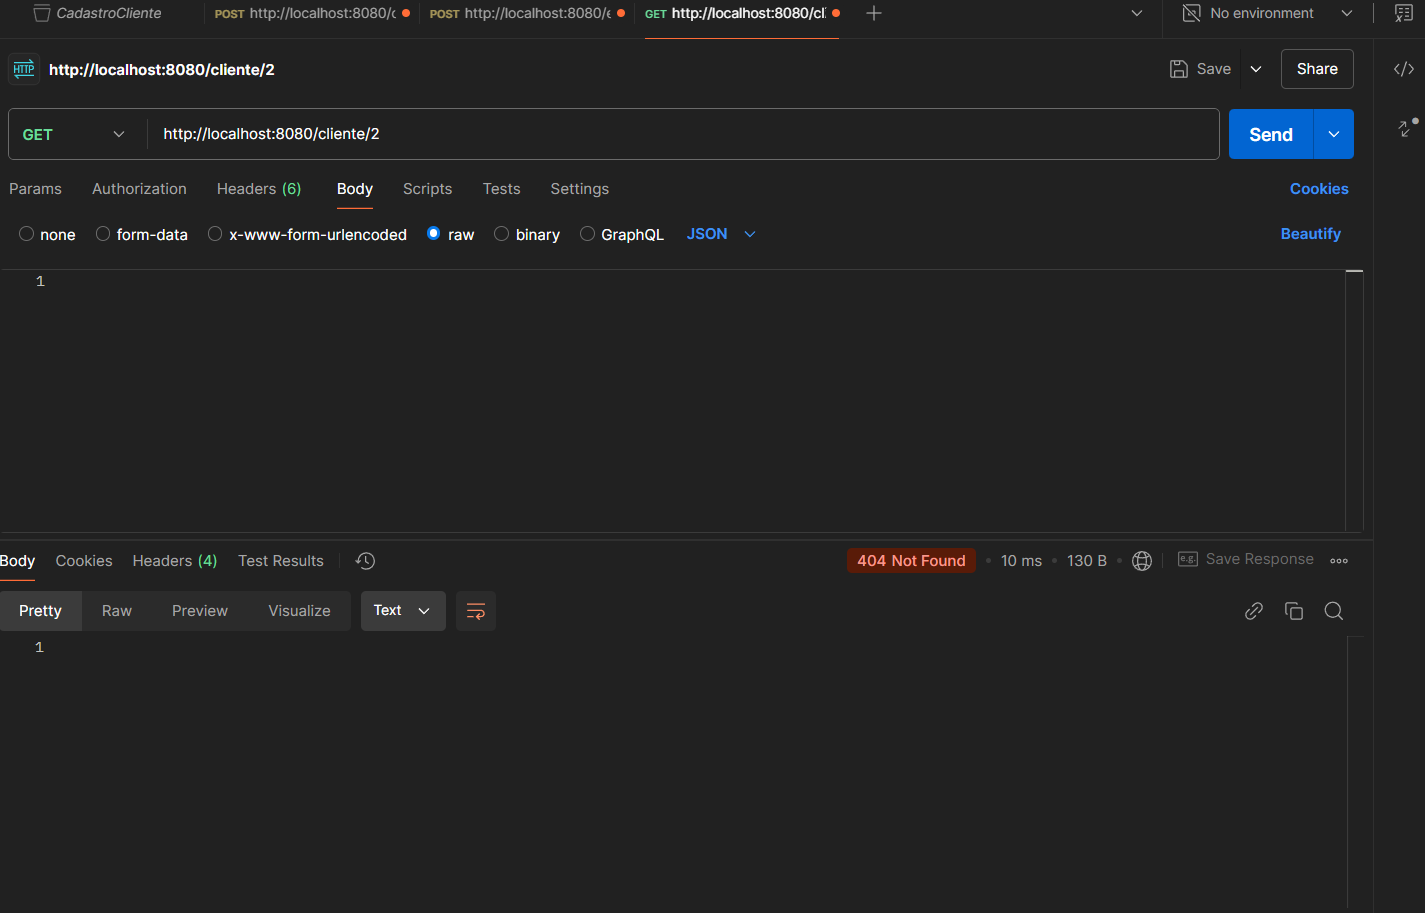 CadastroCliente POST http://localhost:8080/c POST http://localhost:8080/e GET http://localhost:8080/cl No environment
HTTP http://localhost:8080/cliente/2 Save Share
GET http://localhost:8080/cliente/2 Send
Params Authorization Headers (6) Body Scripts Tests Settings Cookies
none form-data x-www-form-urlencoded raw binary GraphQL JSON Beautify
1
Body Cookies Headers (4) Test Results 404 Not Found 10 ms 130 B e.g. Save Response
Pretty Raw Preview Visualize Text
1